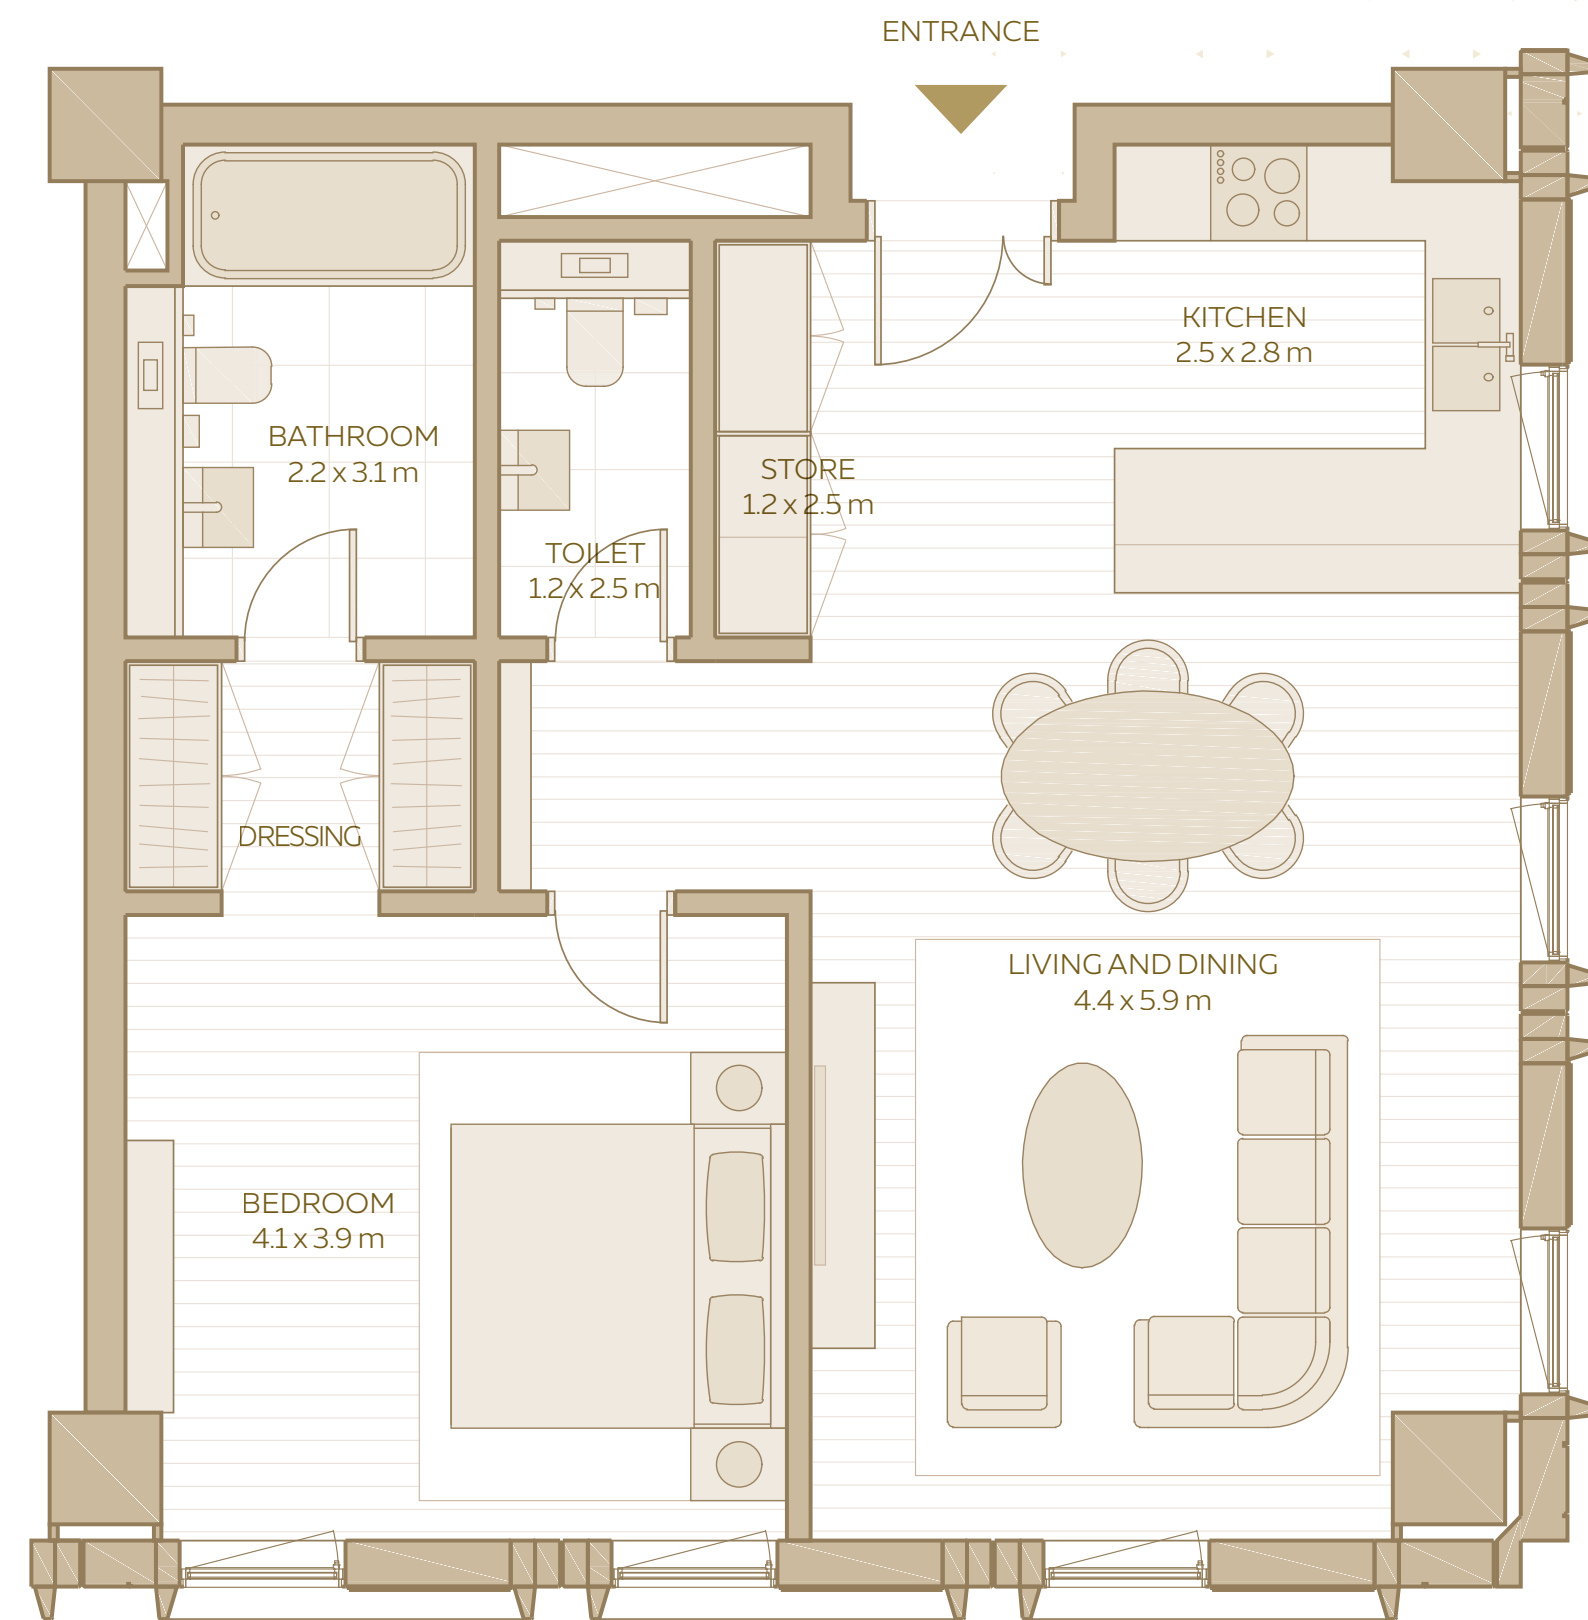 ENTRANCE
KITCHEN
2.5 x 2.8 m
BATHROOM
2.2 x 3.1 m
STORE
1.2 x 2.5 m
TOILET
1.2 x 2.5 m
DRESSING
LIVING AND DINING
4.4 x 5.9 m
BEDROOM
4.1 x 3.9 m